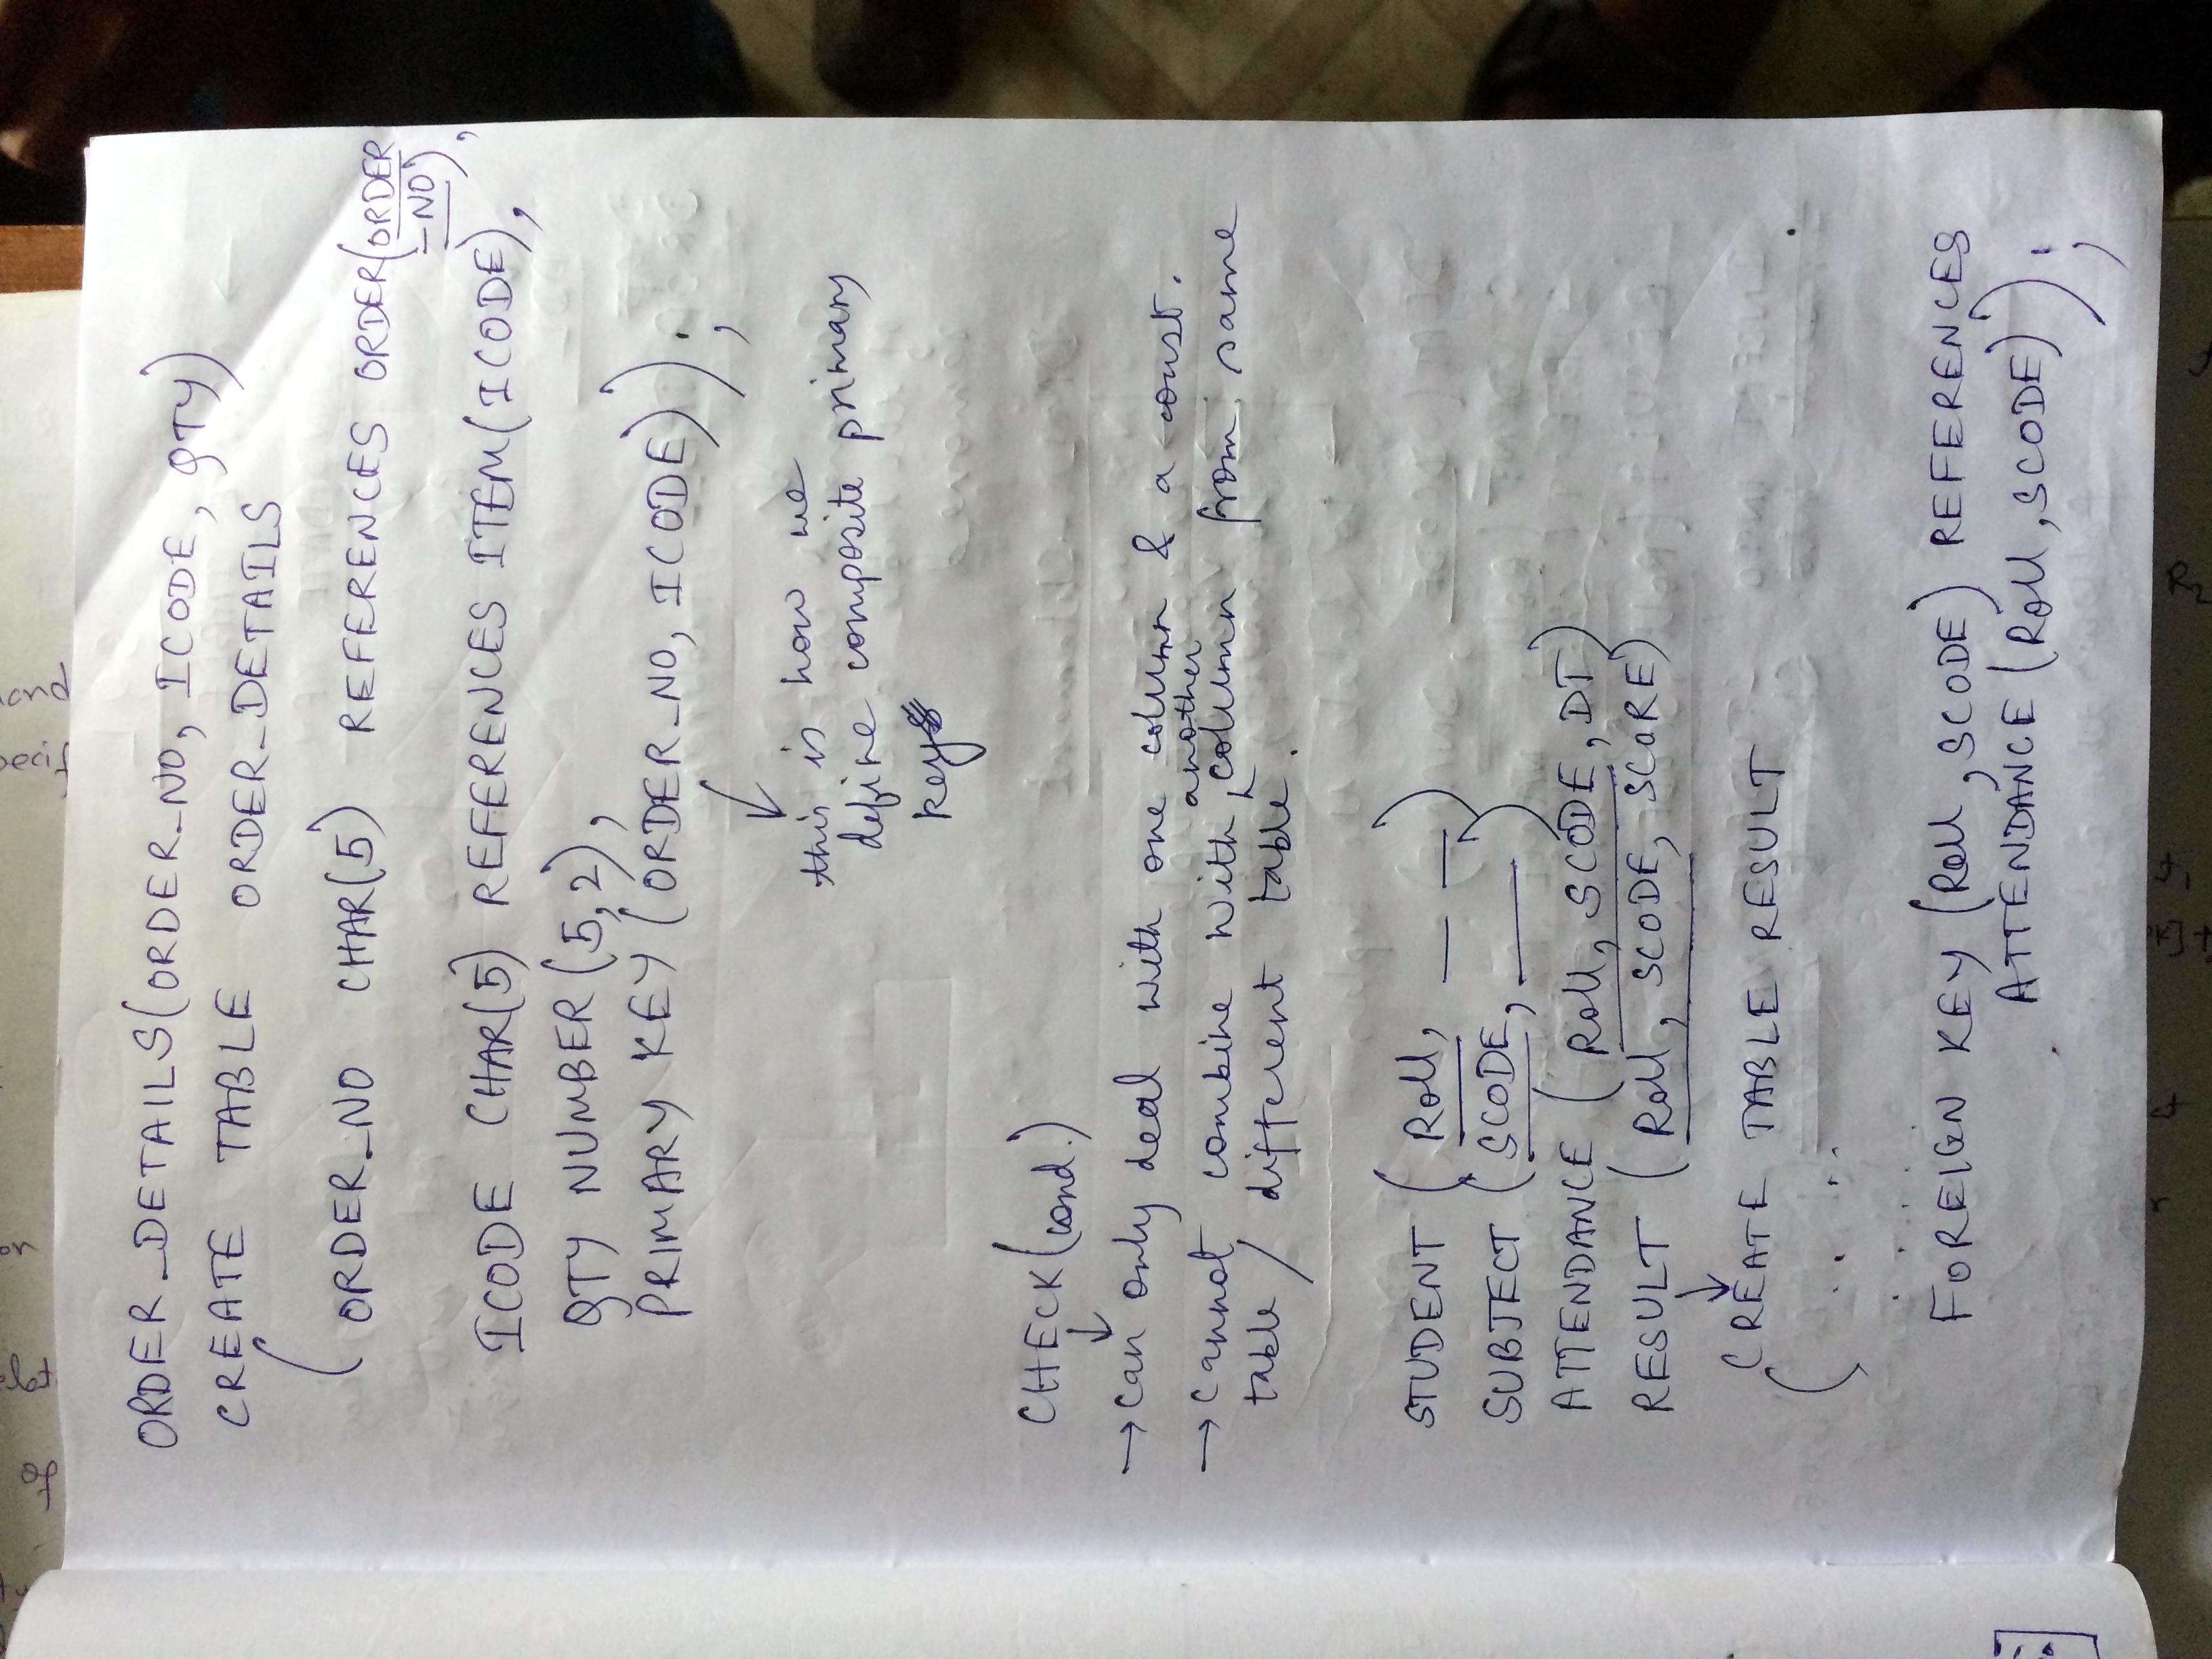 ORDER_DETAILS(ORDER_NO, ICODE, QTY)
CREATE TABLE ORDER_DETAILS
(ORDER_NO CHAR(5) REFERENCES ORDER(ORDER
_NO),
ICODE CHAR(5) REFERENCES ITEM(ICODE),
QTY NUMBER(5,2),
PRIMARY KEY (ORDER_NO, ICODE));
↓
this is how we
define composite primary
key
CHECK(cond.)
↓
→ can only deal with one column & a const.
→ cannot combine with another column from same
table / different table.
STUDENT (Roll, __ __)
SUBJECT (SCODE, ____)
ATTENDANCE (Roll, SCODE, DT)
RESULT (Roll, SCODE, SCORE)
↓
CREATE TABLE RESULT
( .. ..
. . . . .
FOREIGN KEY (Roll, SCODE) REFERENCES
ATTENDANCE (Roll, SCODE));